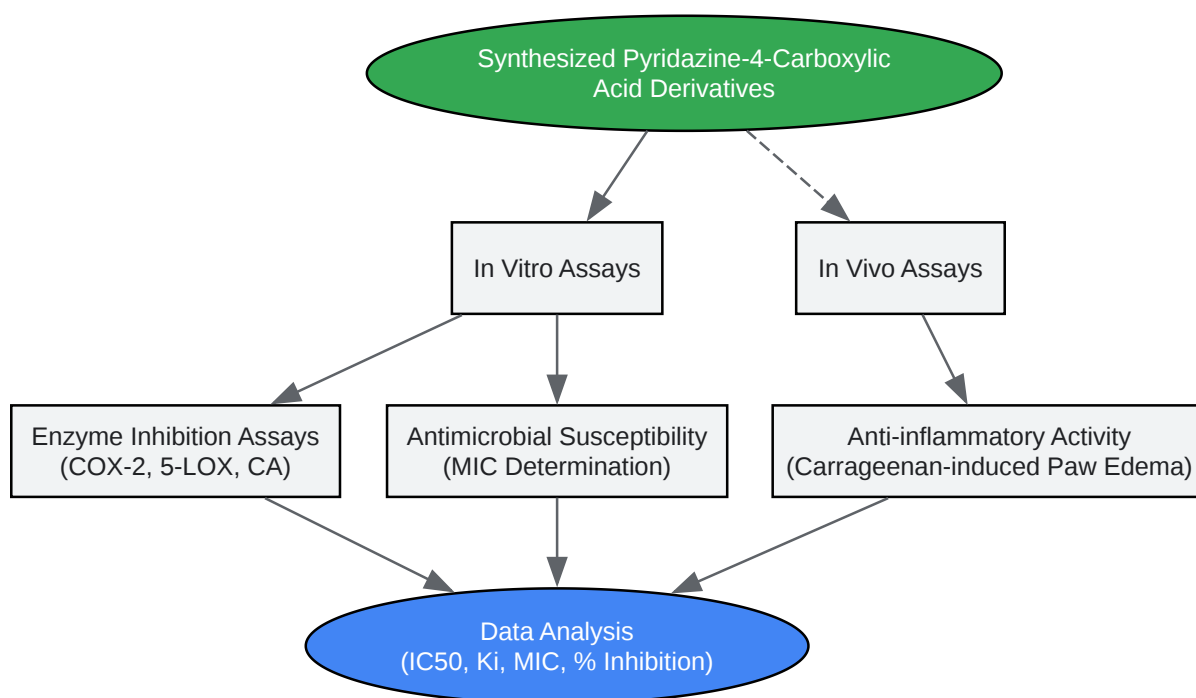 Synthesized Pyridazine-4-Carboxylic
Acid Derivatives
In Vitro Assays
In Vivo Assays
Enzyme Inhibition Assays
(COX-2, 5-LOX, CA)
Antimicrobial Susceptibility
(MIC Determination)
Anti-inflammatory Activity
(Carrageenan-induced Paw Edema)
Data Analysis
(IC50, Ki, MIC, % Inhibition)